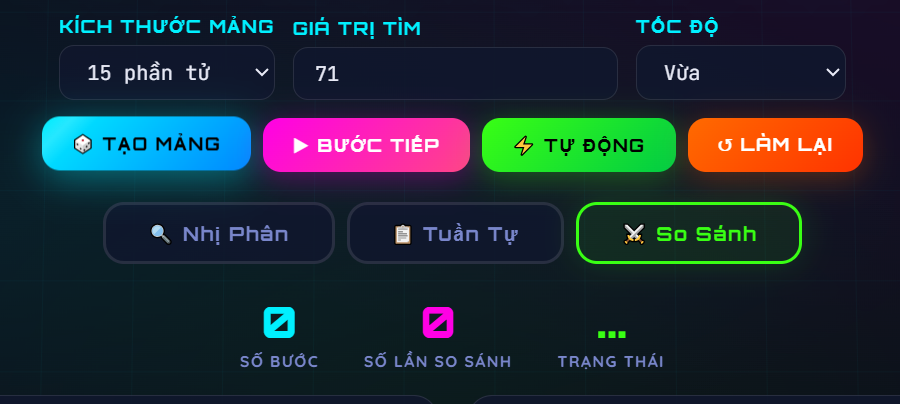 KÍCH THƯỚC MẢNG GIÁ TRỊ TÌM TỐC ĐỘ
15 phần tử 71 Vừa
🎲 TẠO MẢNG ▶ BƯỚC TIẾP ⚡ TỰ ĐỘNG ↺ LÀM LẠI
🔍 Nhị Phân 📋 Tuần Tự ⚔️ So Sánh
0 0 ...
SỐ BƯỚC SỐ LẦN SO SÁNH TRẠNG THÁI